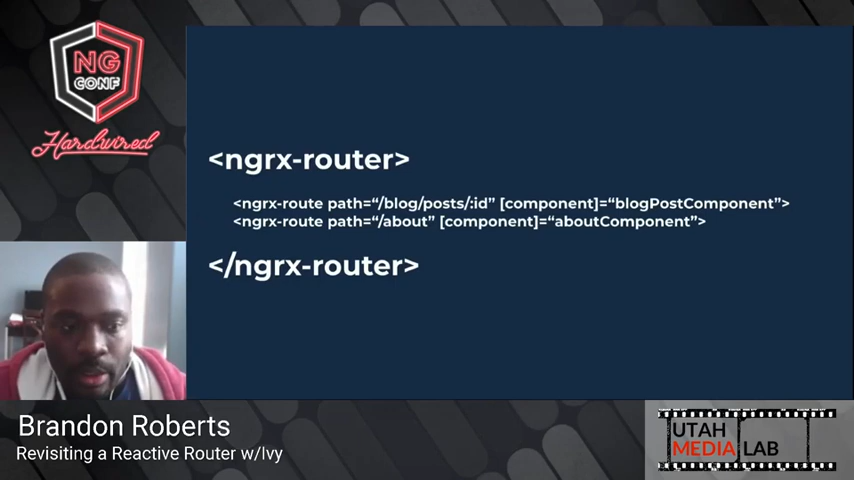 NG
CONF
Hardwired
<ngrx-router>
<ngrx-route path=“/blog/posts/:id” [component]=“blogPostComponent”>
<ngrx-route path=“/about” [component]=“aboutComponent”>
</ngrx-router>
Brandon Roberts
Revisiting a Reactive Router w/Ivy
UTAH
MEDIA LAB